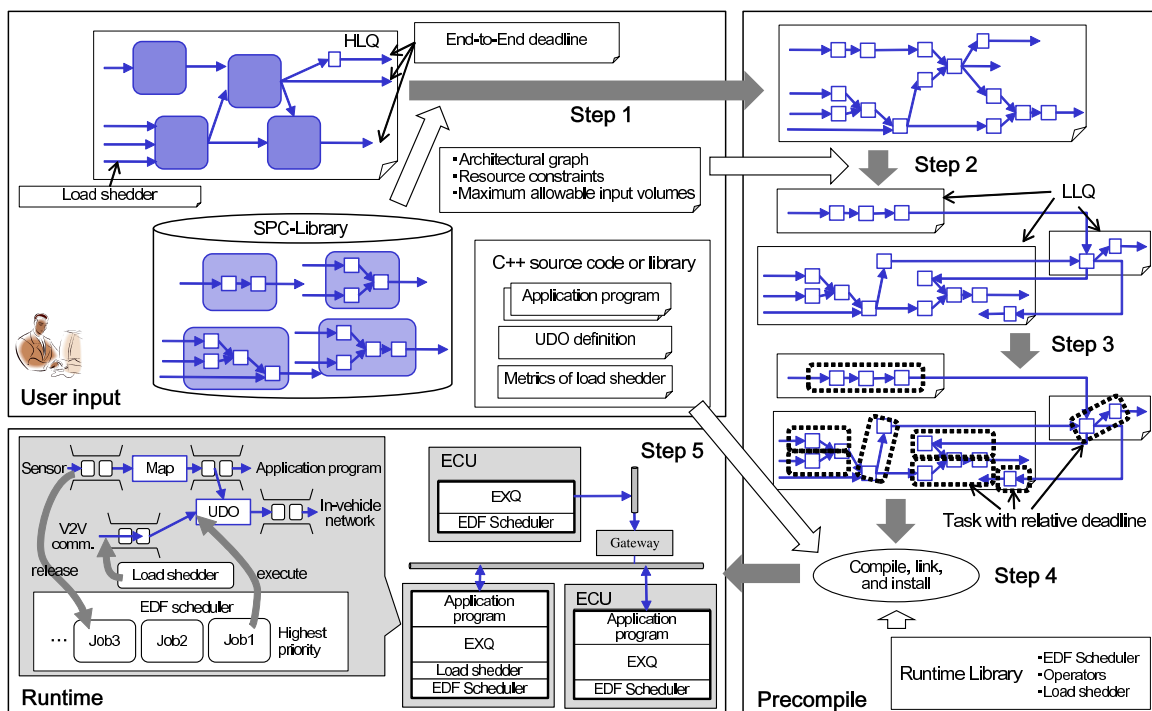 HLQ
End-to-End deadline
Step 1
Load shedder
▪Architectural graph
▪Resource constraints
▪Maximum allowable input volumes
SPC-Library
C++ source code or library
Application program
UDO definition
Metrics of load shedder
User input
Step 2
LLQ
Step 3
Task with relative deadline
Compile, link,
and install
Step 4
Runtime Library
▪EDF Scheduler
▪Operators
▪Load shedder
Precompile
Step 5
Sensor
Map
Application program
UDO
In-vehicle
network
V2V
comm.
release
Load shedder
execute
EDF scheduler
...
Job3
Job2
Job1
Highest
priority
Runtime
ECU
EXQ
EDF Scheduler
Gateway
Application
program
EXQ
Load shedder
EDF Scheduler
ECU
Application
program
EXQ
EDF Scheduler